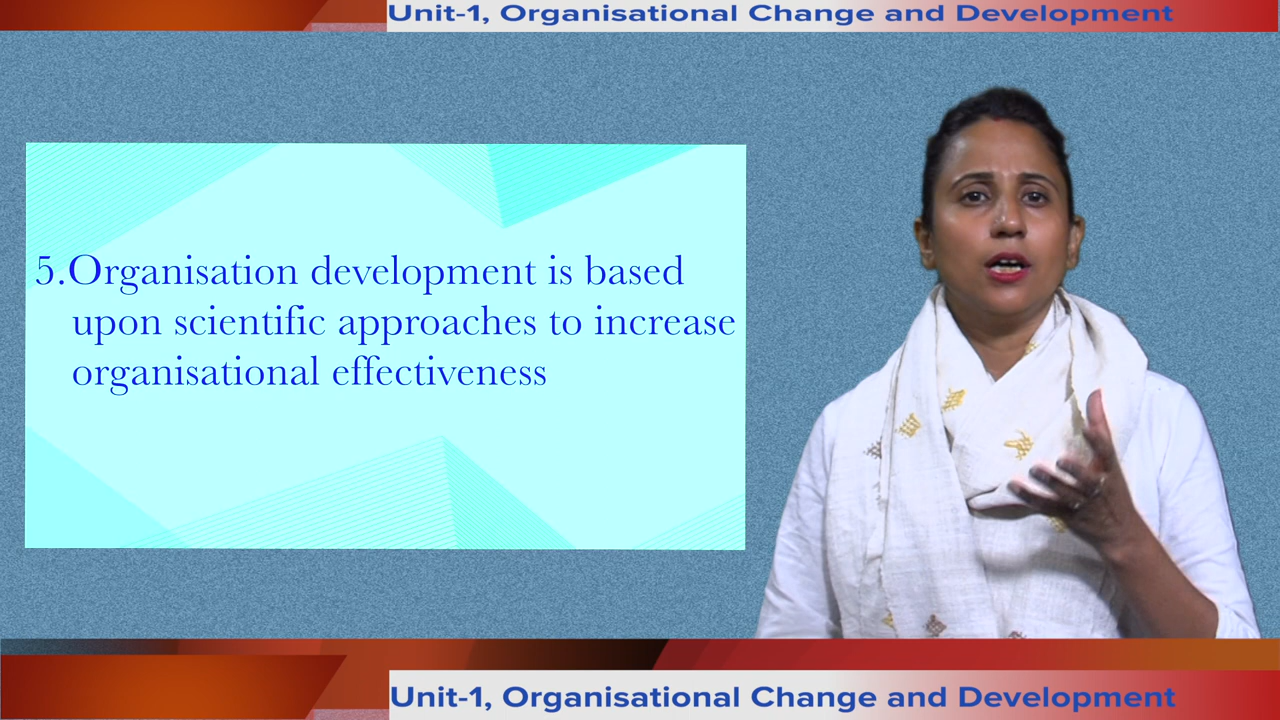 Unit-1, Organisational Change and Development
5.Organisation development is based
upon scientific approaches to increase
organisational effectiveness
Unit-1, Organisational Change and Development